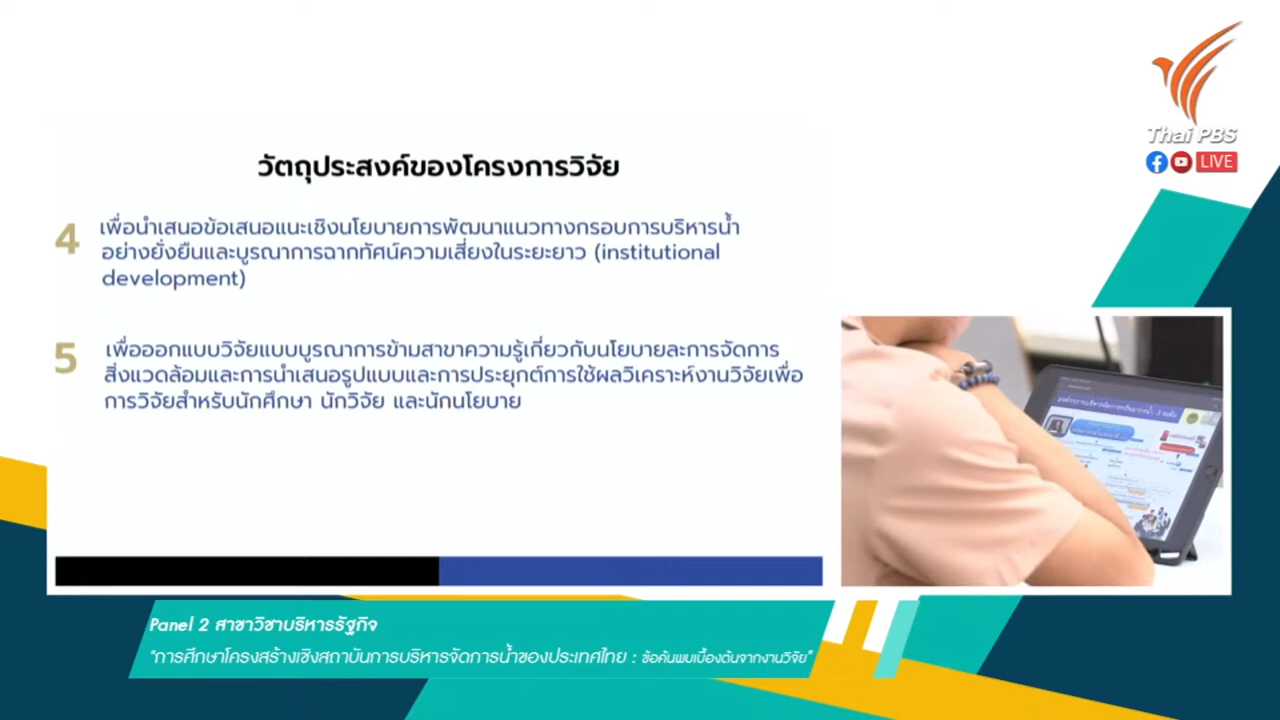 Thai PBS
LIVE
วัตถุประสงค์ของโครงการวิจัย
4
เพื่อนำเสนอข้อเสนอแนะเชิงนโยบายการพัฒนาแนวทางกรอบการบริหารน้ำ
อย่างยั่งยืนและบูรณาการฉากทัศน์ความเสี่ยงในระยะยาว (institutional
development)
5
เพื่อออกแบบวิจัยแบบบูรณาการข้ามสาขาความรู้เกี่ยวกับนโยบายละการจัดการ
สิ่งแวดล้อมและการนำเสนอรูปแบบและการประยุกต์การใช้ผลวิเคราะห์งานวิจัยเพื่อ
การวิจัยสำหรับนักศึกษา นักวิจัย และนักนโยบาย
Panel 2 สาขาวิชาบริหารรัฐกิจ
"การศึกษาโครงสร้างเชิงสถาบันการบริหารจัดการน้ำของประเทศไทย : ข้อค้นพบเบื้องต้นจากงานวิจัย"